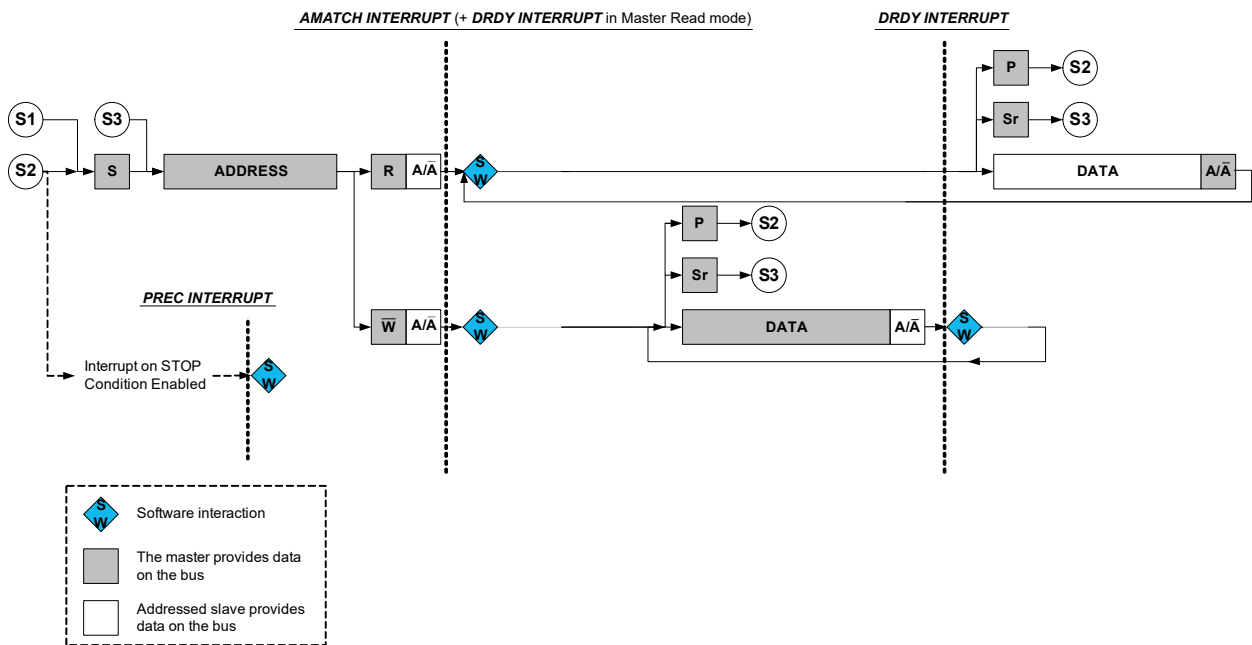 AMATCH INTERRUPT (+ DRDY INTERRUPT in Master Read mode)
DRDY INTERRUPT
P
S2
S1
S3
Sr
S3
S2
S
ADDRESS
R
A/A̅
S
W
DATA
A/A̅
P
S2
Sr
S3
PREC INTERRUPT
W̅
A/A̅
S
W
DATA
A/A̅
S
W
Interrupt on STOP
Condition Enabled
S
W
S
W
Software interaction
The master provides data
on the bus
Addressed slave provides
data on the bus